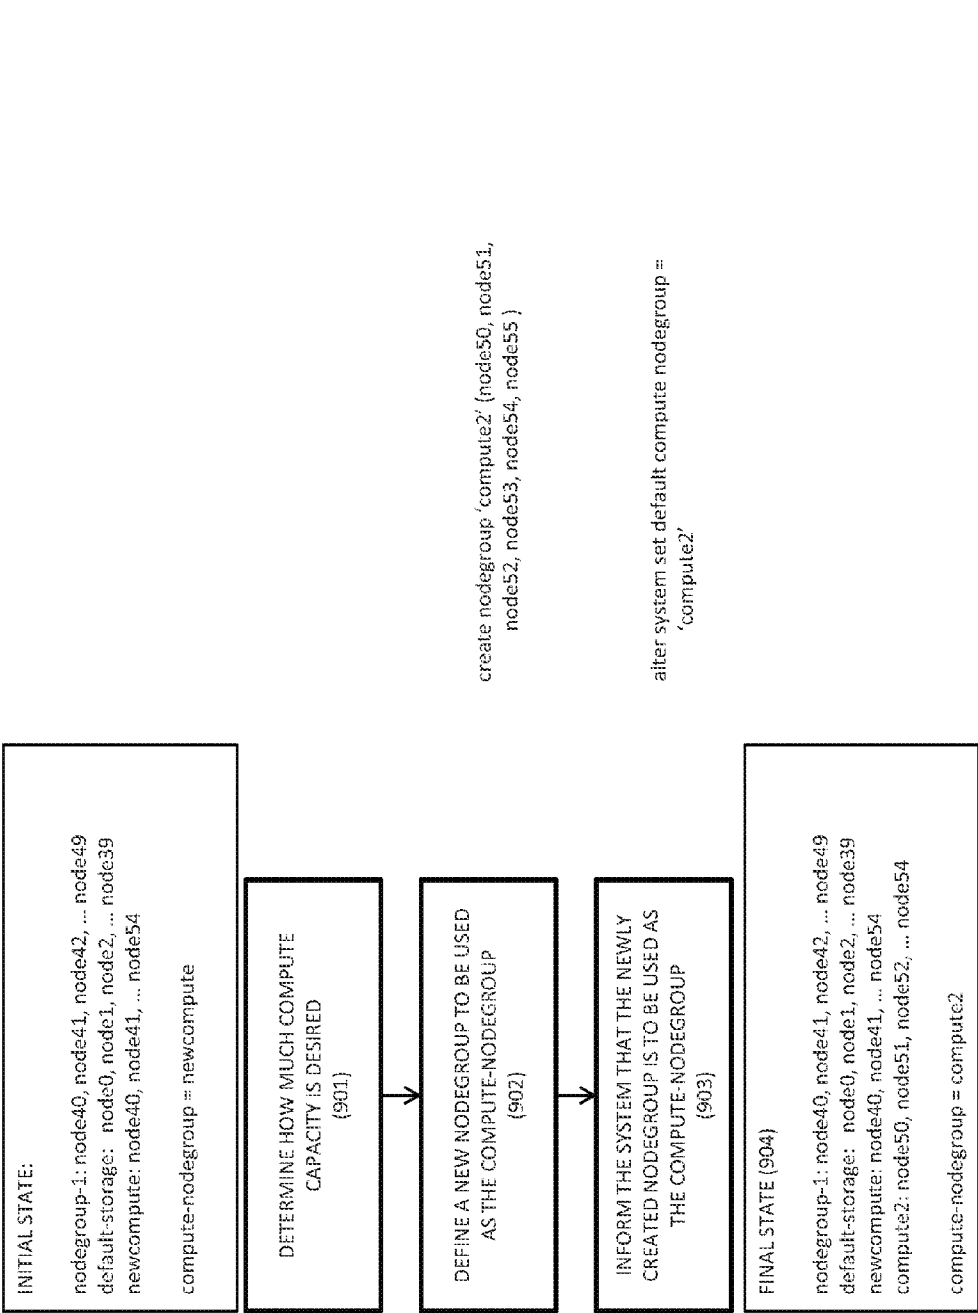 INITIAL STATE:
nodegroup-1: node40, node41, node42, ... node49
default-storage: node0, node1, node2, ... node39
newcompute: node40, node41, ... node54
compute-nodegroup = newcompute
DETERMINE HOW MUCH COMPUTE
CAPACITY IS DESIRED
(901)
DEFINE A NEW NODEGROUP TO BE USED
AS THE COMPUTE-NODEGROUP
(902)
create nodegroup ‘compute2’ (node50, node51,
node52, node53, node54, node55 )
INFORM THE SYSTEM THAT THE NEWLY
CREATED NODEGROUP IS TO BE USED AS
THE COMPUTE-NODEGROUP
(903)
alter system set default compute nodegroup =
‘compute2’
FINAL STATE (904)
nodegroup-1: node40, node41, node42, ... node49
default-storage: node0, node1, node2, ... node39
newcompute: node40, node41, ... node54
compute2: node50, node51, node52, ... node54
compute-nodegroup = compute2